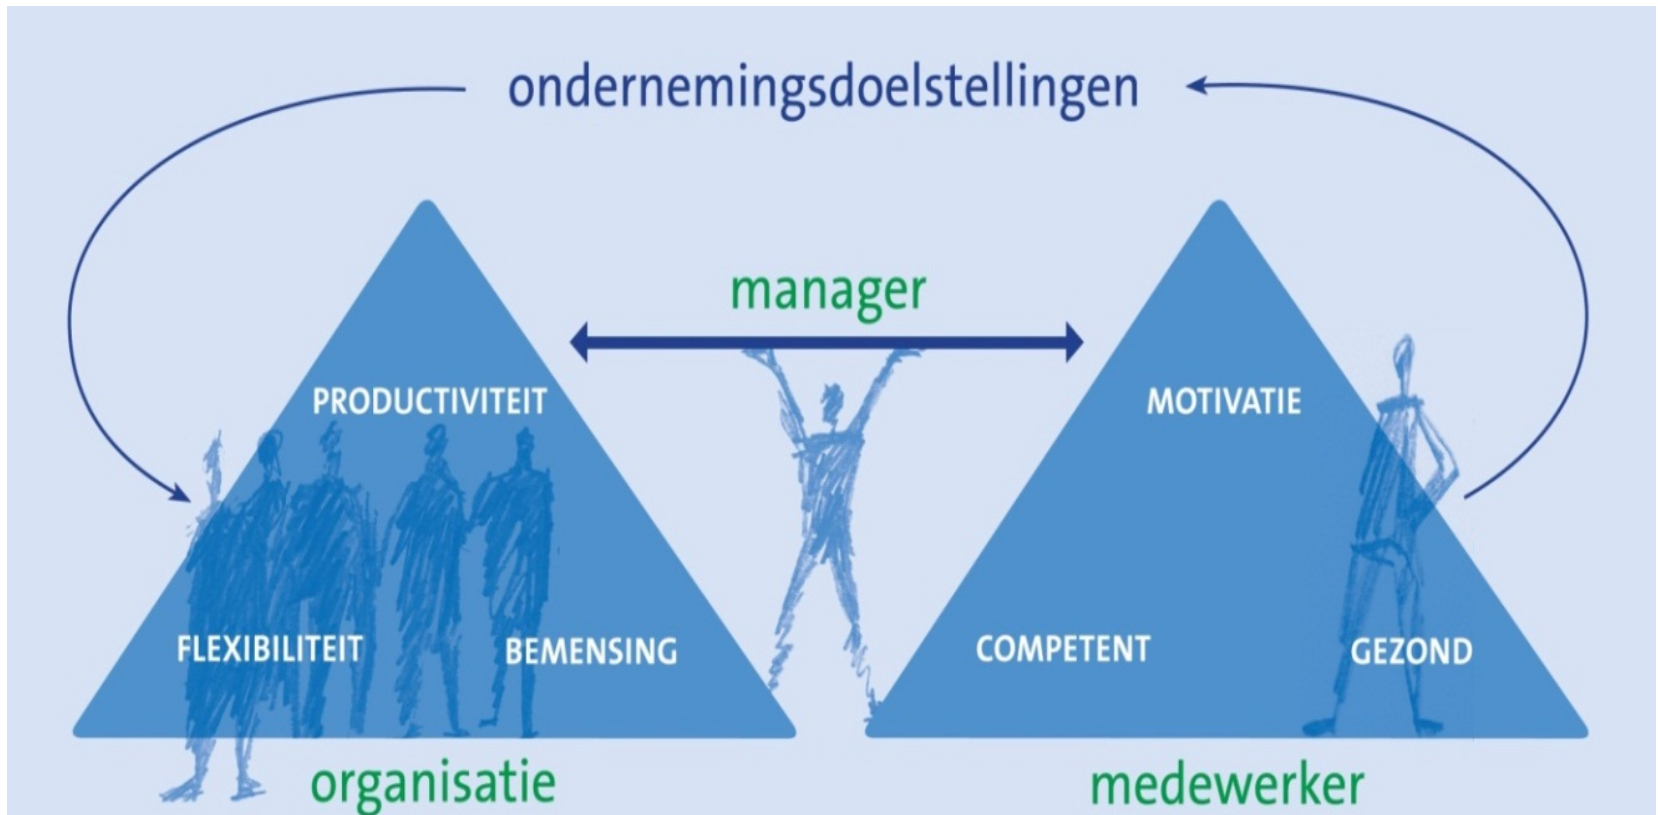 ondernemingsdoelstellingen
manager
PRODUCTIVITEIT
MOTIVATIE
FLEXIBILITEIT
BEMENSING
COMPETENT
GEZOND
organisatie
medewerker